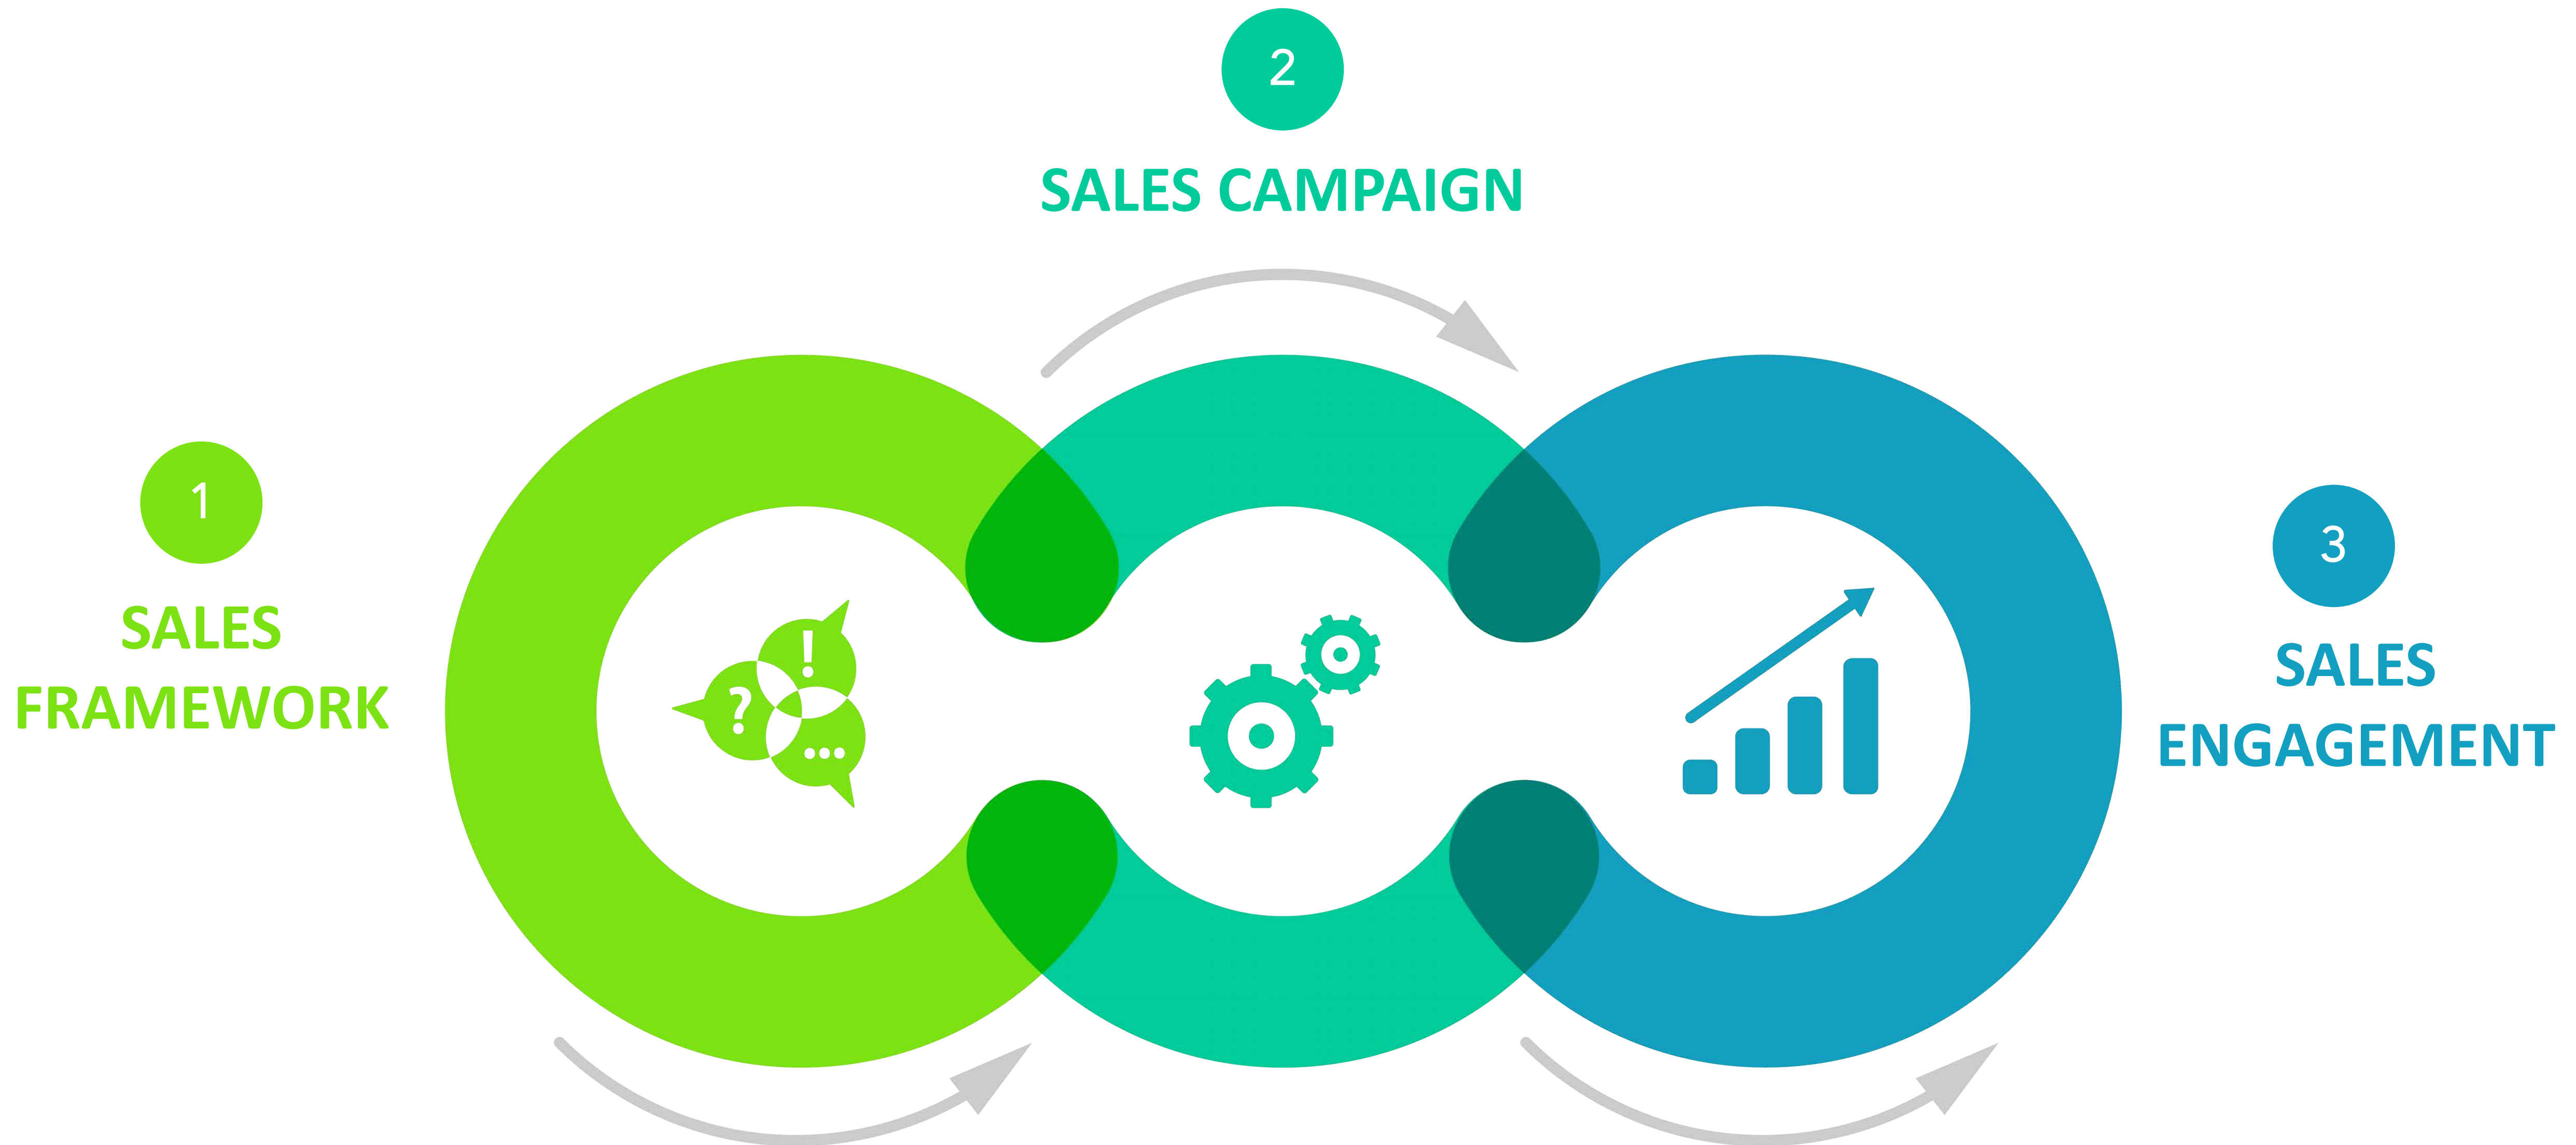 1
SALES
FRAMEWORK
2
SALES CAMPAIGN
3
SALES
ENGAGEMENT
!
?
...